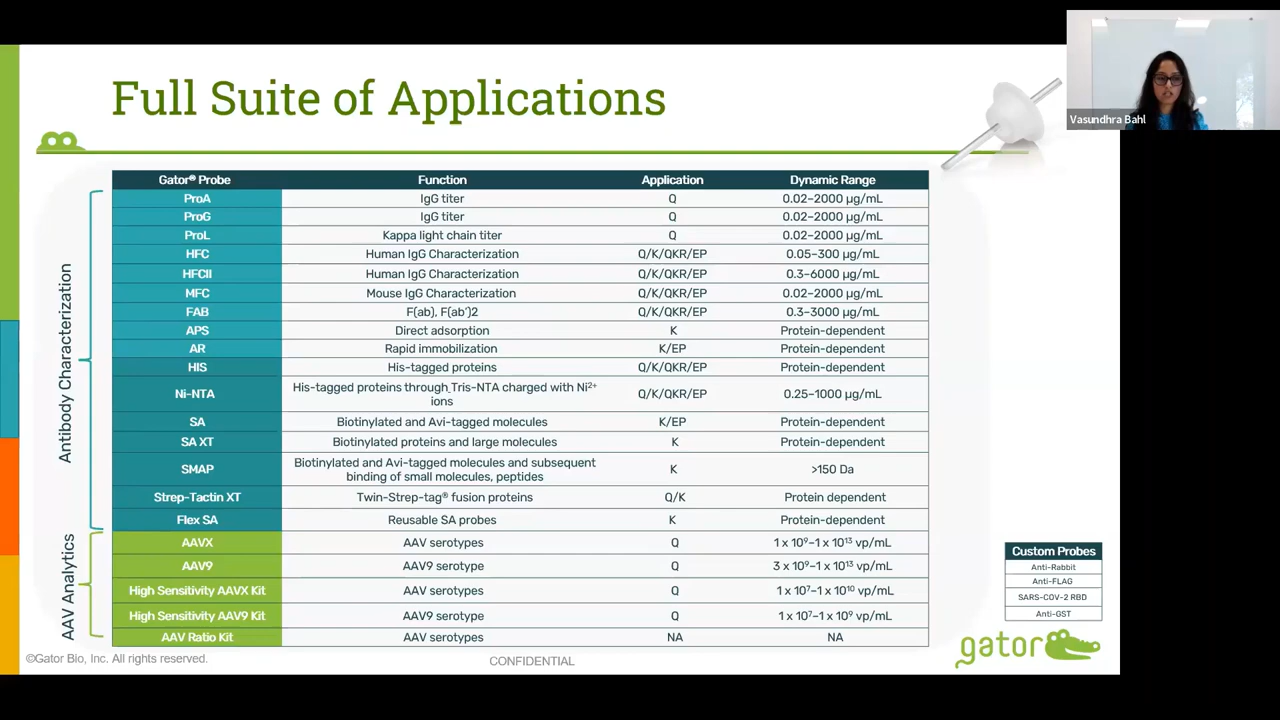 Full Suite of Applications
Vasundhra Bahl
Gator® Probe Function Application Dynamic Range
Antibody Characterization
ProA IgG titer Q 0.02–2000 µg/mL
ProG IgG titer Q 0.02–2000 µg/mL
ProL Kappa light chain titer Q 0.02–2000 µg/mL
HFC Human IgG Characterization Q/K/QKR/EP 0.05–300 µg/mL
HFCII Human IgG Characterization Q/K/QKR/EP 0.3–6000 µg/mL
MFC Mouse IgG Characterization Q/K/QKR/EP 0.02–2000 µg/mL
FAB F(ab), F(ab')2 Q/K/QKR/EP 0.3–3000 µg/mL
APS Direct adsorption K Protein-dependent
AR Rapid immobilization K/EP Protein-dependent
HIS His-tagged proteins Q/K/QKR/EP Protein-dependent
Ni-NTA His-tagged proteins through Tris-NTA charged with Ni²⁺ Q/K/QKR/EP 0.25–1000 µg/mL
ions
SA Biotinylated and Avi-tagged molecules K/EP Protein-dependent
SA XT Biotinylated proteins and large molecules K Protein-dependent
SMAP Biotinylated and Avi-tagged molecules and subsequent K >150 Da
binding of small molecules, peptides
Strep-Tactin XT Twin-Strep-tag® fusion proteins Q/K Protein dependent
Flex SA Reusable SA probes K Protein-dependent
AAV Analytics
AAVX AAV serotypes Q 1 x 10⁹–1 x 10¹³ vp/mL
AAV9 AAV9 serotype Q 3 x 10⁹–1 x 10¹³ vp/mL
High Sensitivity AAVX Kit AAV serotypes Q 1 x 10⁷–1 x 10¹⁰ vp/mL
High Sensitivity AAV9 Kit AAV9 serotype Q 1 x 10⁷–1 x 10⁹ vp/mL
AAV Ratio Kit AAV serotypes NA NA
Custom Probes
Anti-Rabbit
Anti-FLAG
SARS-COV-2 RBD
Anti-GST
©Gator Bio, Inc. All rights reserved.
CONFIDENTIAL
gator